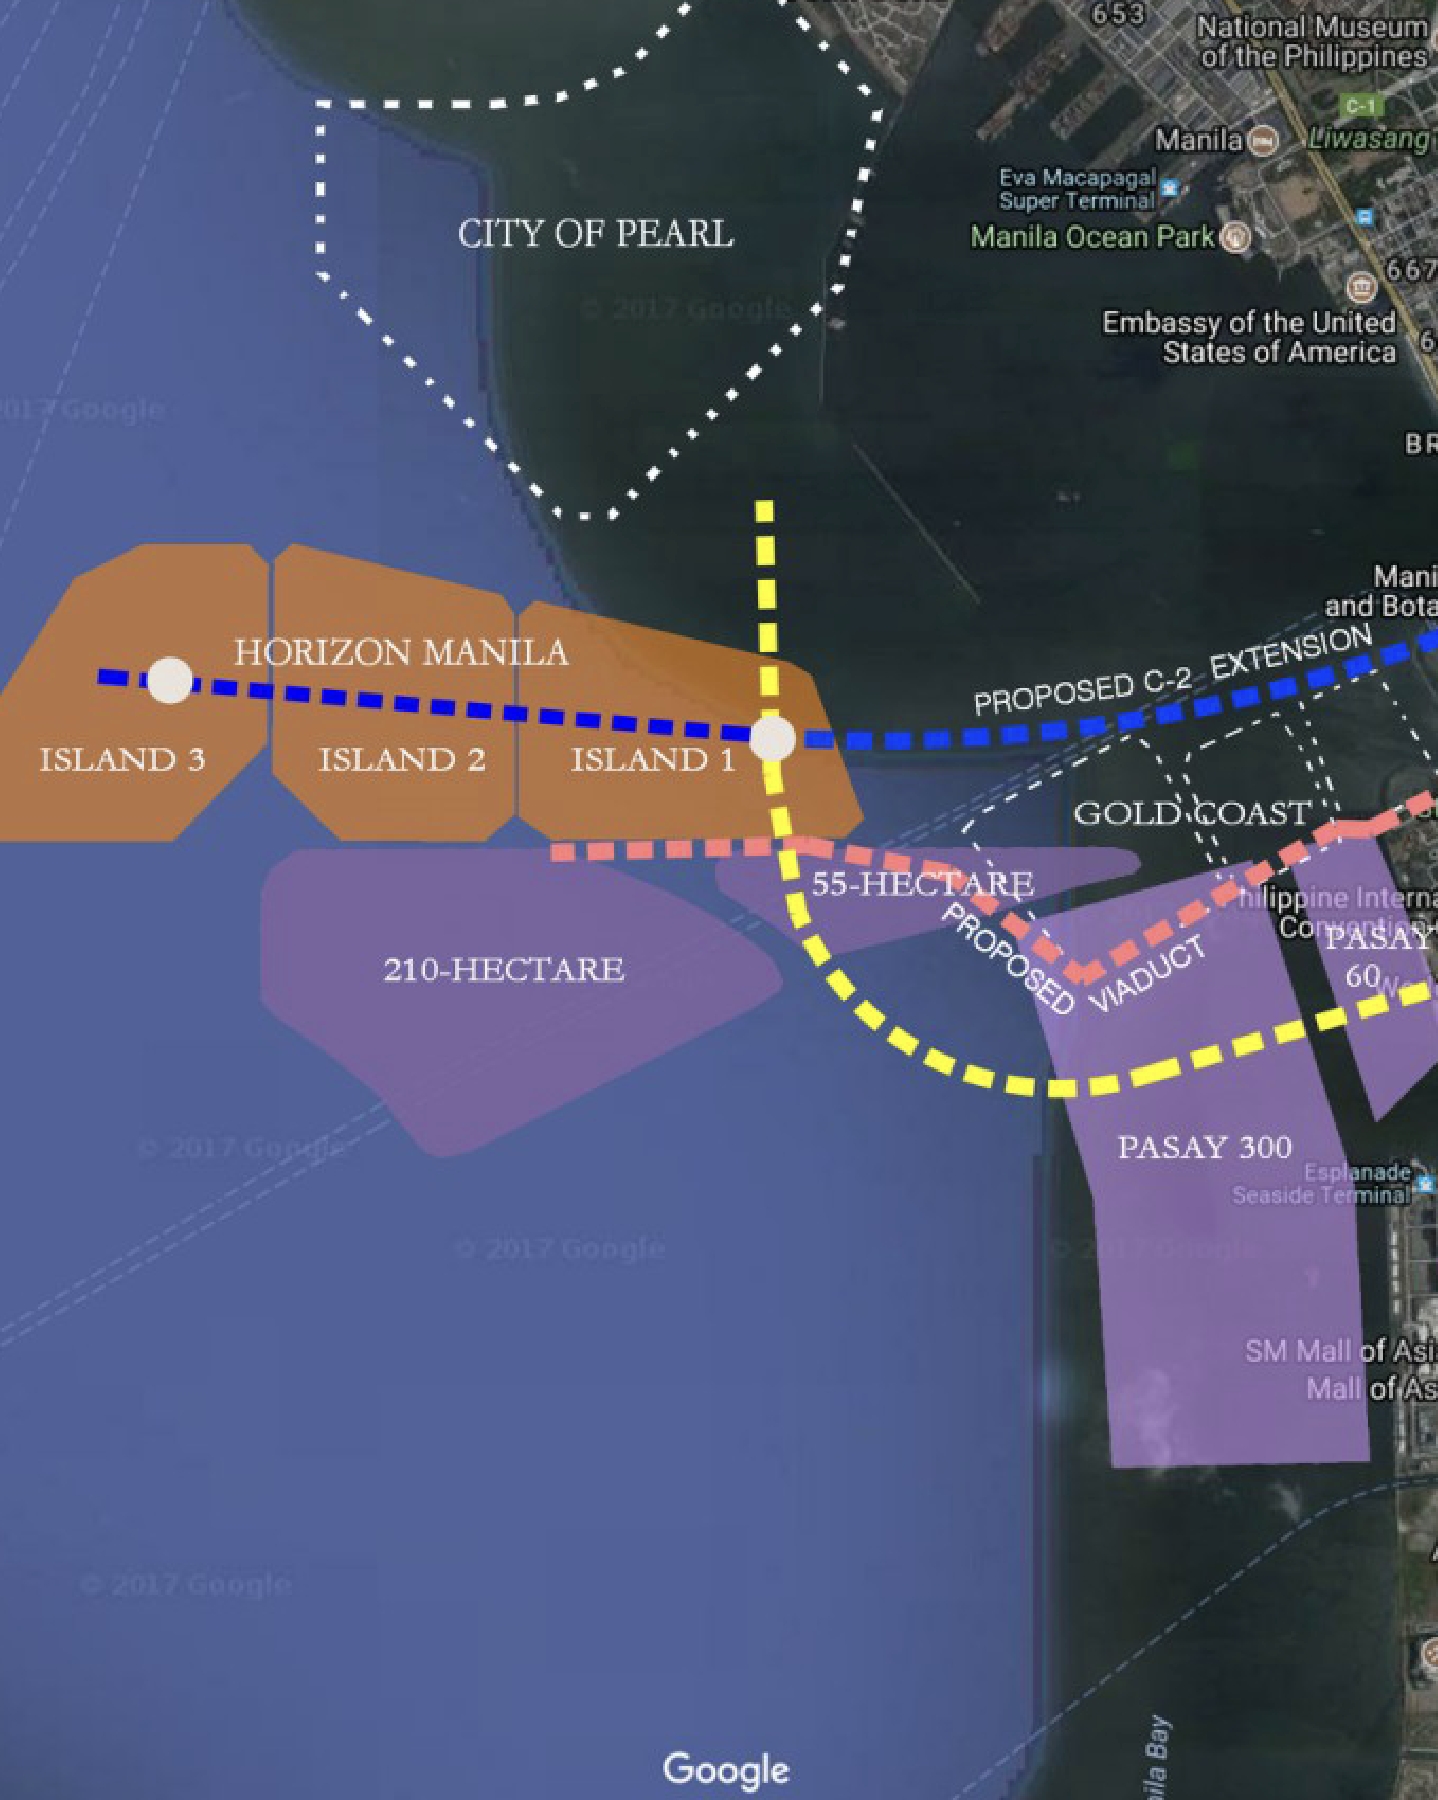 653
National Museum
of the Philippines
C-1
Manila
Liwasang
Eva Macapagal
Super Terminal
Manila Ocean Park
667
Embassy of the United
States of America
6
CITY OF PEARL
© 2017 Google
2017 Google
BR
Mani
and Bota
HORIZON MANILA
PROPOSED C-2 EXTENSION
ISLAND 3
ISLAND 2
ISLAND 1
GOLD COAST
55-HECTARE
hilippine Interna
Convention C
PROPOSED VIADUCT
PASAY
60
210-HECTARE
PASAY 300
© 2017 Google
Esplanade
Seaside Terminal
© 2017 Google
© 2017 Google
SM Mall of Asi
Mall of As
© 2017 Google
Google
nila Bay